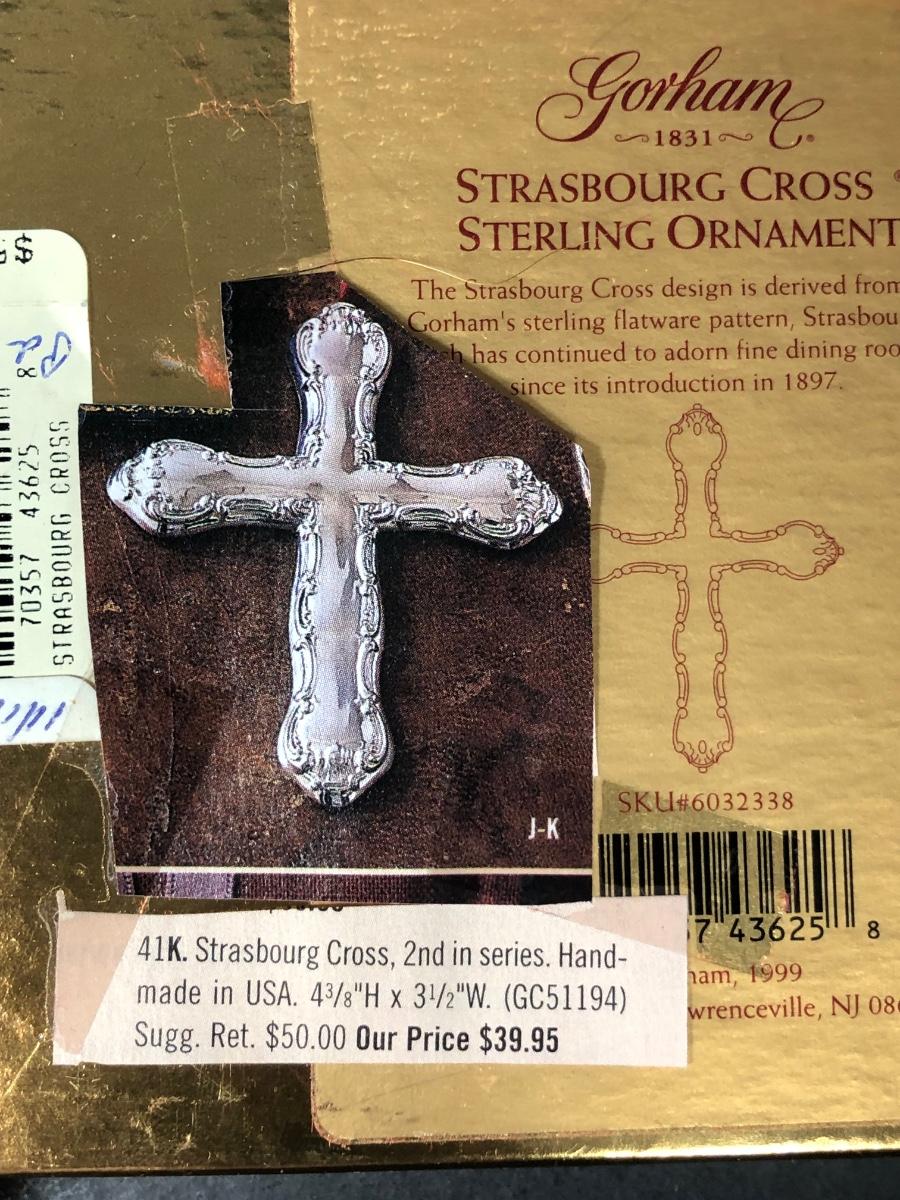 Gorham
1831
STRASBOURG CROSS
STERLING ORNAMENT
The Strasbourg Cross design is derived from
Gorham's sterling flatware pattern, Strasbou
has continued to adorn fine dining roo
since its introduction in 1897.
$
8
70357 43625
STRASBOURG CROSS
J-K
SKU#6032338
7 43625 8
ham, 1999
wrenceville, NJ 08
41K. Strasbourg Cross, 2nd in series. Hand-
made in USA. 4 3/8"H x 3 1/2"W. (GC51194)
Sugg. Ret. $50.00 Our Price $39.95